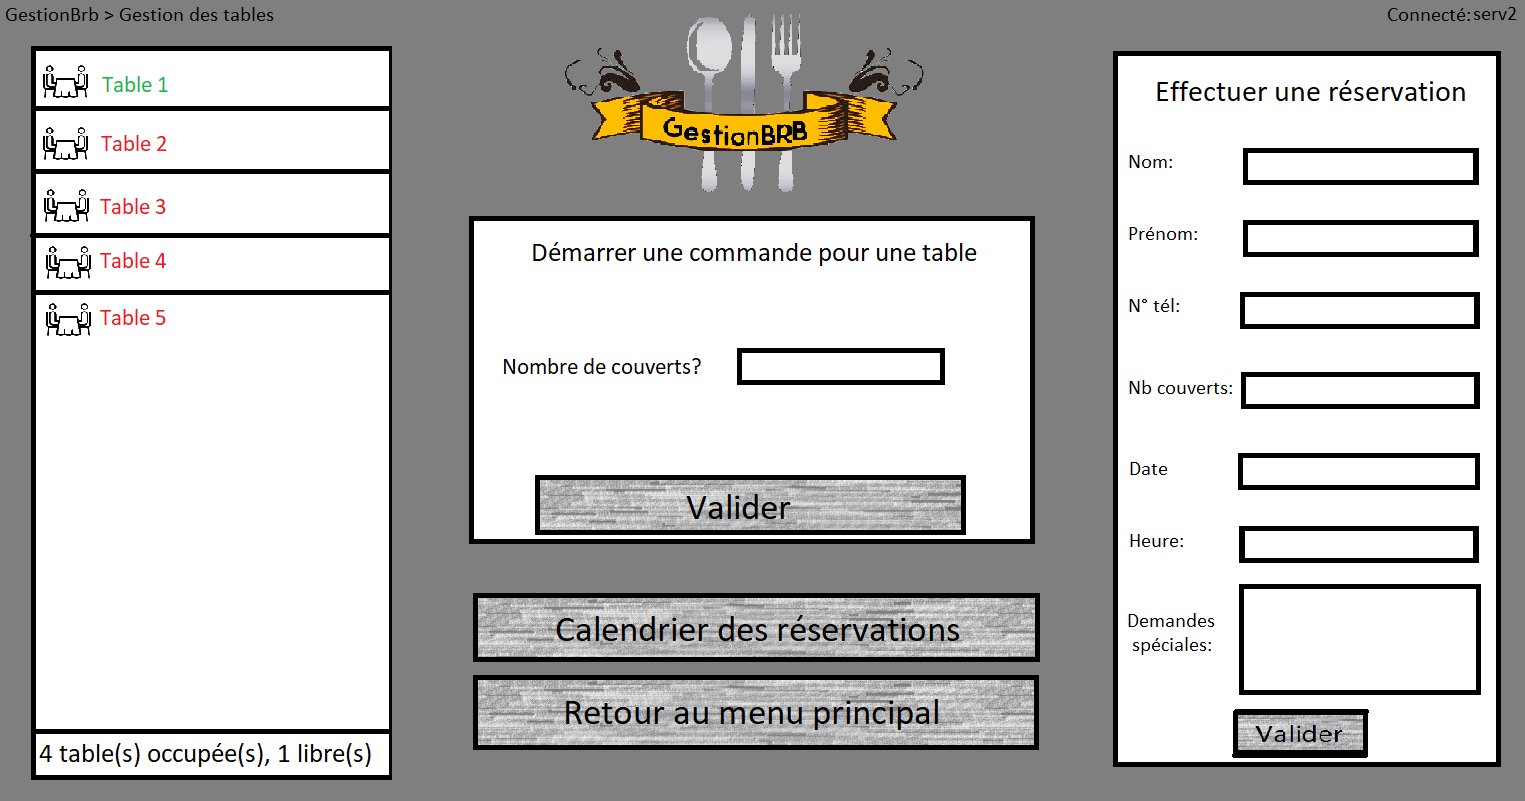 GestionBrb > Gestion des tables
Connecté: serv2
Table 1
Table 2
Table 3
Table 4
Table 5
4 table(s) occupée(s), 1 libre(s)
GestionBRB
Démarrer une commande pour une table
Nombre de couverts?
Valider
Calendrier des réservations
Retour au menu principal
Effectuer une réservation
Nom:
Prénom:
N° tél:
Nb couverts:
Date
Heure:
Demandes
spéciales:
Valider